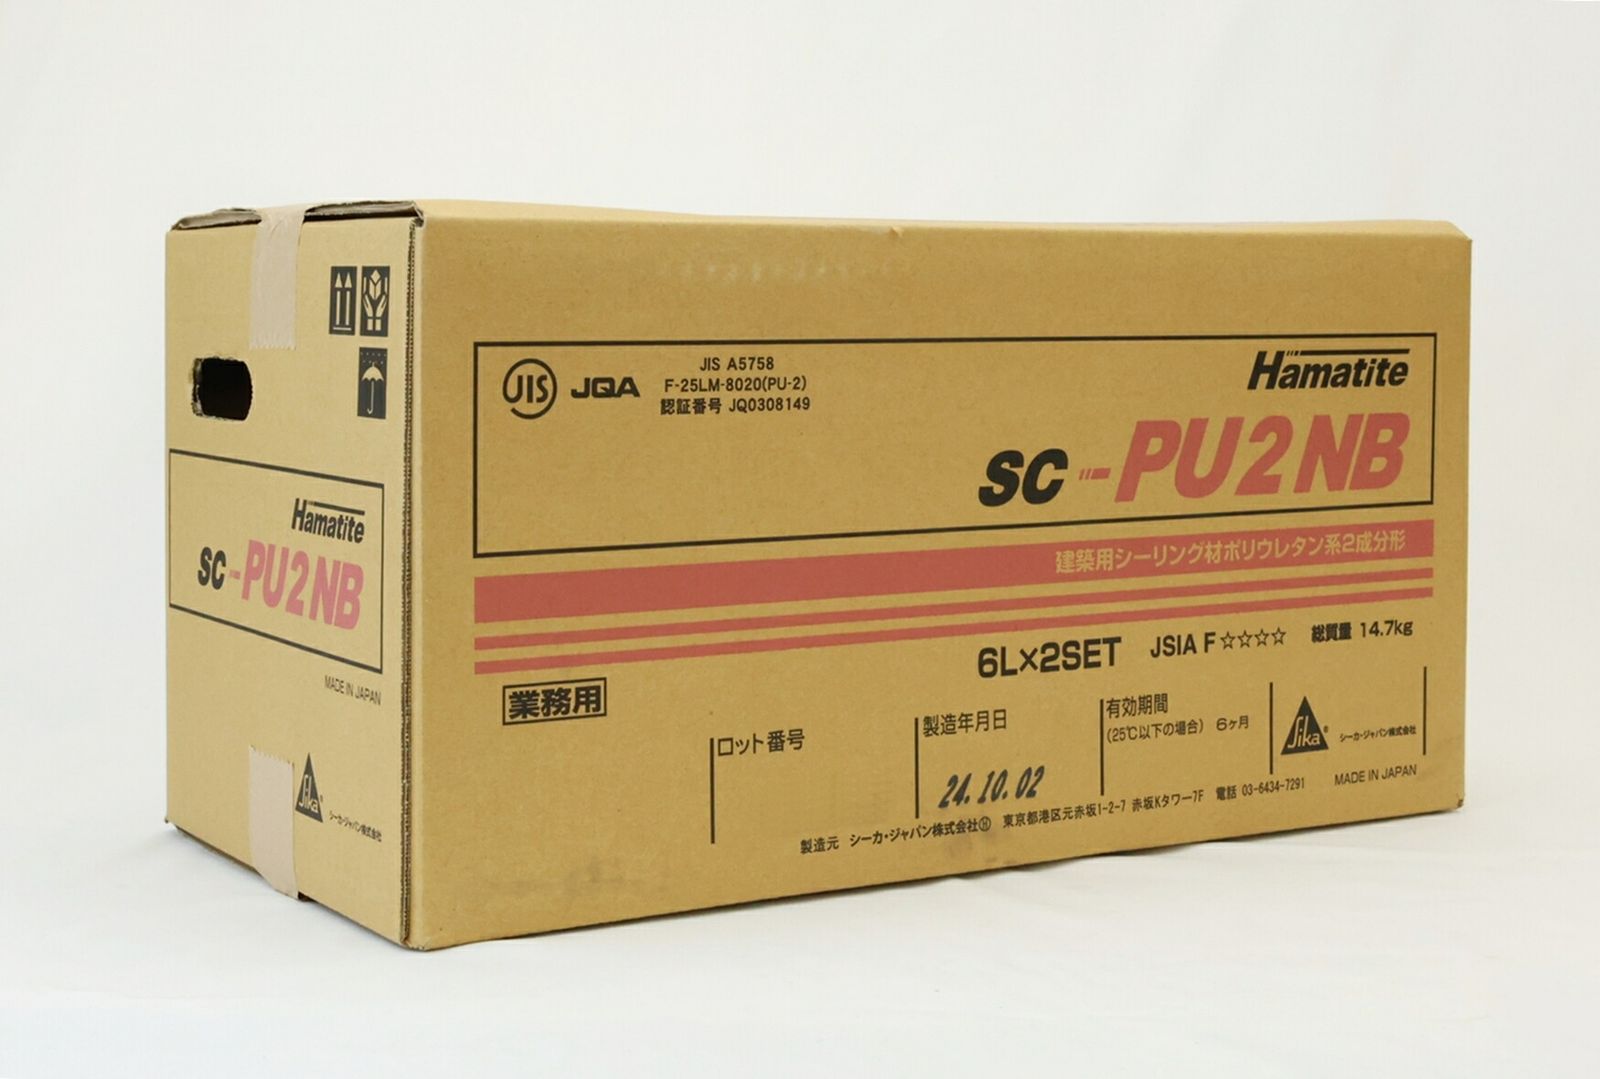 Hamatite
SC-PU2NB
MADE IN JAPAN
Sika
シーカ・ジャパン株式会社
JIS
JQA
JIS A5758
F-25LM-8020(PU-2)
認証番号 JQ0308149
Hamatite
SC-PU2NB
建築用シーリング材ポリウレタン系2成分形
6L×2SET JSIA F☆☆☆☆ 総質量 14.7kg
業務用
ロット番号
製造年月日
24.10.02
有効期間
(25℃以下の場合) 6ヶ月
Sika®
シーカ・ジャパン株式会社
MADE IN JAPAN
製造元 シーカ・ジャパン株式会社Ⓗ 東京都港区元赤坂1-2-7 赤坂Kタワー7F 電話 03-6434-7291